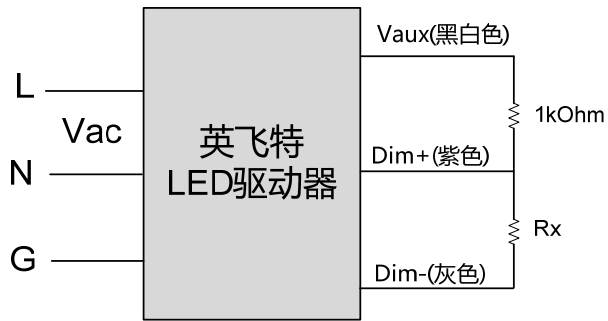 L
Vac
N
G
英飞特
LED驱动器
Vaux(黑白色)
1kOhm
Dim+(紫色)
Rx
Dim-(灰色)